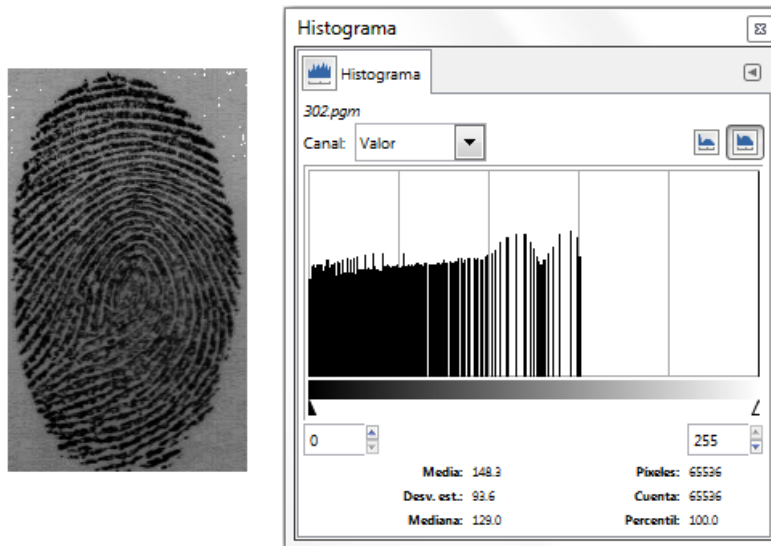 Histograma
Histograma
302.pgm
Canal: Valor
0 255
Media: 148.3 Píxeles: 65536
Desv. est.: 93.6 Cuenta: 65536
Mediana: 129.0 Percentil: 100.0